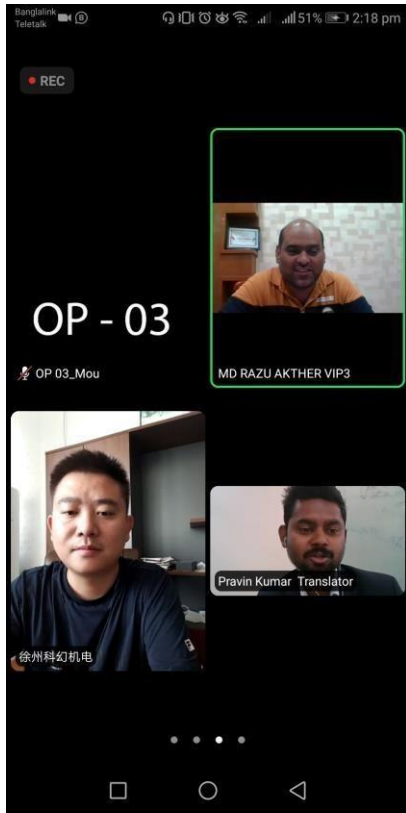 Banglalink
Teletalk
51%
2:18 pm
REC
OP - 03
OP 03_Mou
MD RAZU AKTHER VIP3
Pravin Kumar Translator
徐州科幻机电